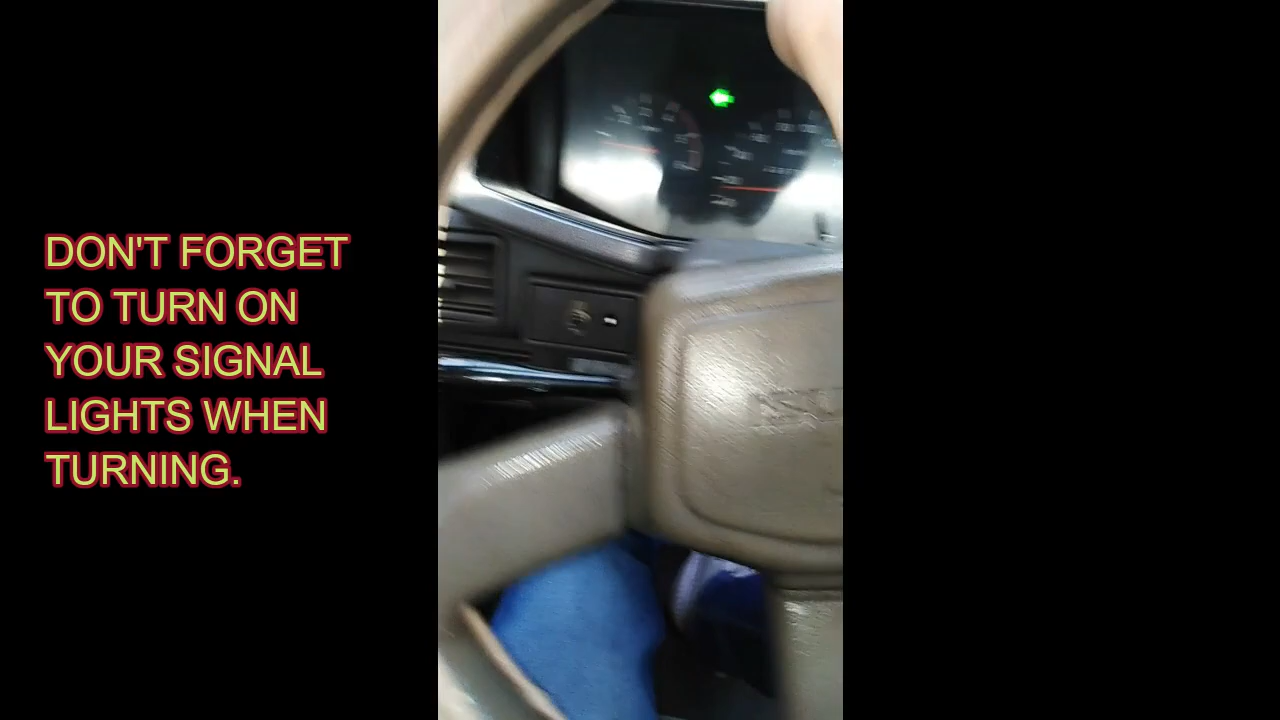 DON'T FORGET
TO TURN ON
YOUR SIGNAL
LIGHTS WHEN
TURNING.